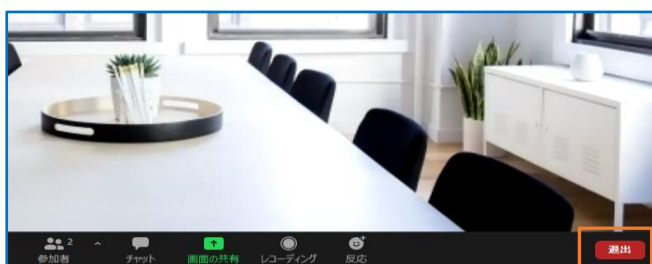 2
参加者
チャット
画面の共有
レコーディング
反応
退出